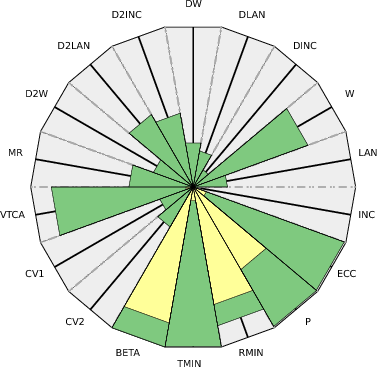 DW
D2INC
DLAN
D2LAN
DINC
D2W
W
MR
LAN
VTCA
INC
CV1
ECC
CV2
P
BETA
RMIN
TMIN